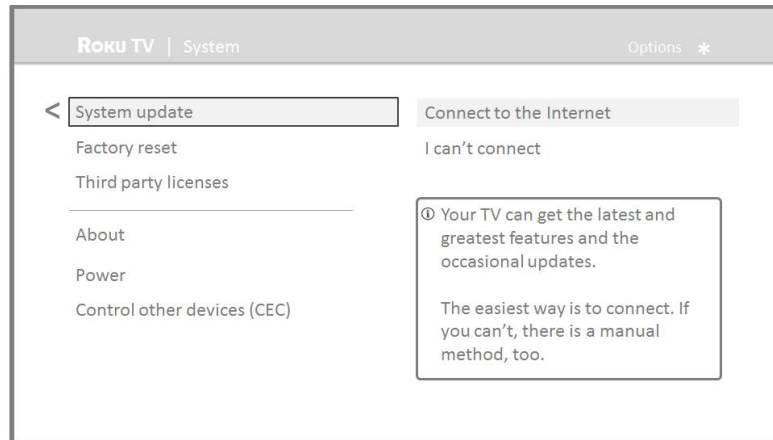 ROKU TV | System
Options *
< System update
Factory reset
Third party licenses
About
Power
Control other devices (CEC)
Connect to the Internet
I can't connect
ⓘ Your TV can get the latest and
greatest features and the
occasional updates.
The easiest way is to connect. If
you can't, there is a manual
method, too.